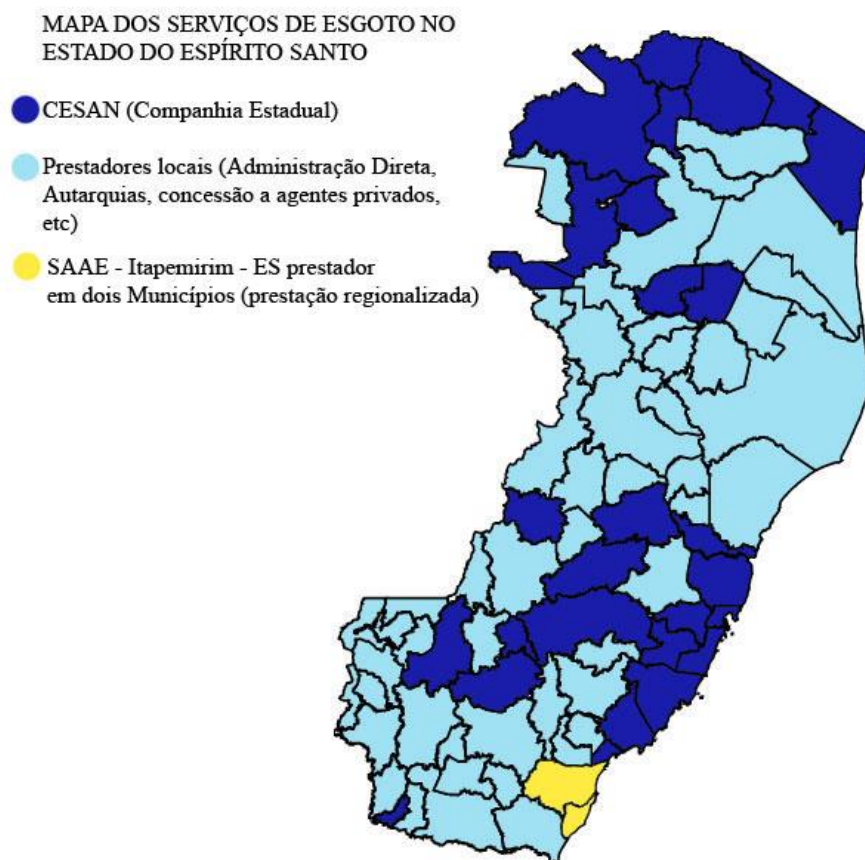 MAPA DOS SERVIÇOS DE ESGOTO NO
ESTADO DO ESPÍRITO SANTO
CESAN (Companhia Estadual)
Prestadores locais (Administração Direta,
Autarquias, concessão a agentes privados,
etc)
SAAE - Itapemirim - ES prestador
em dois Municípios (prestação regionalizada)